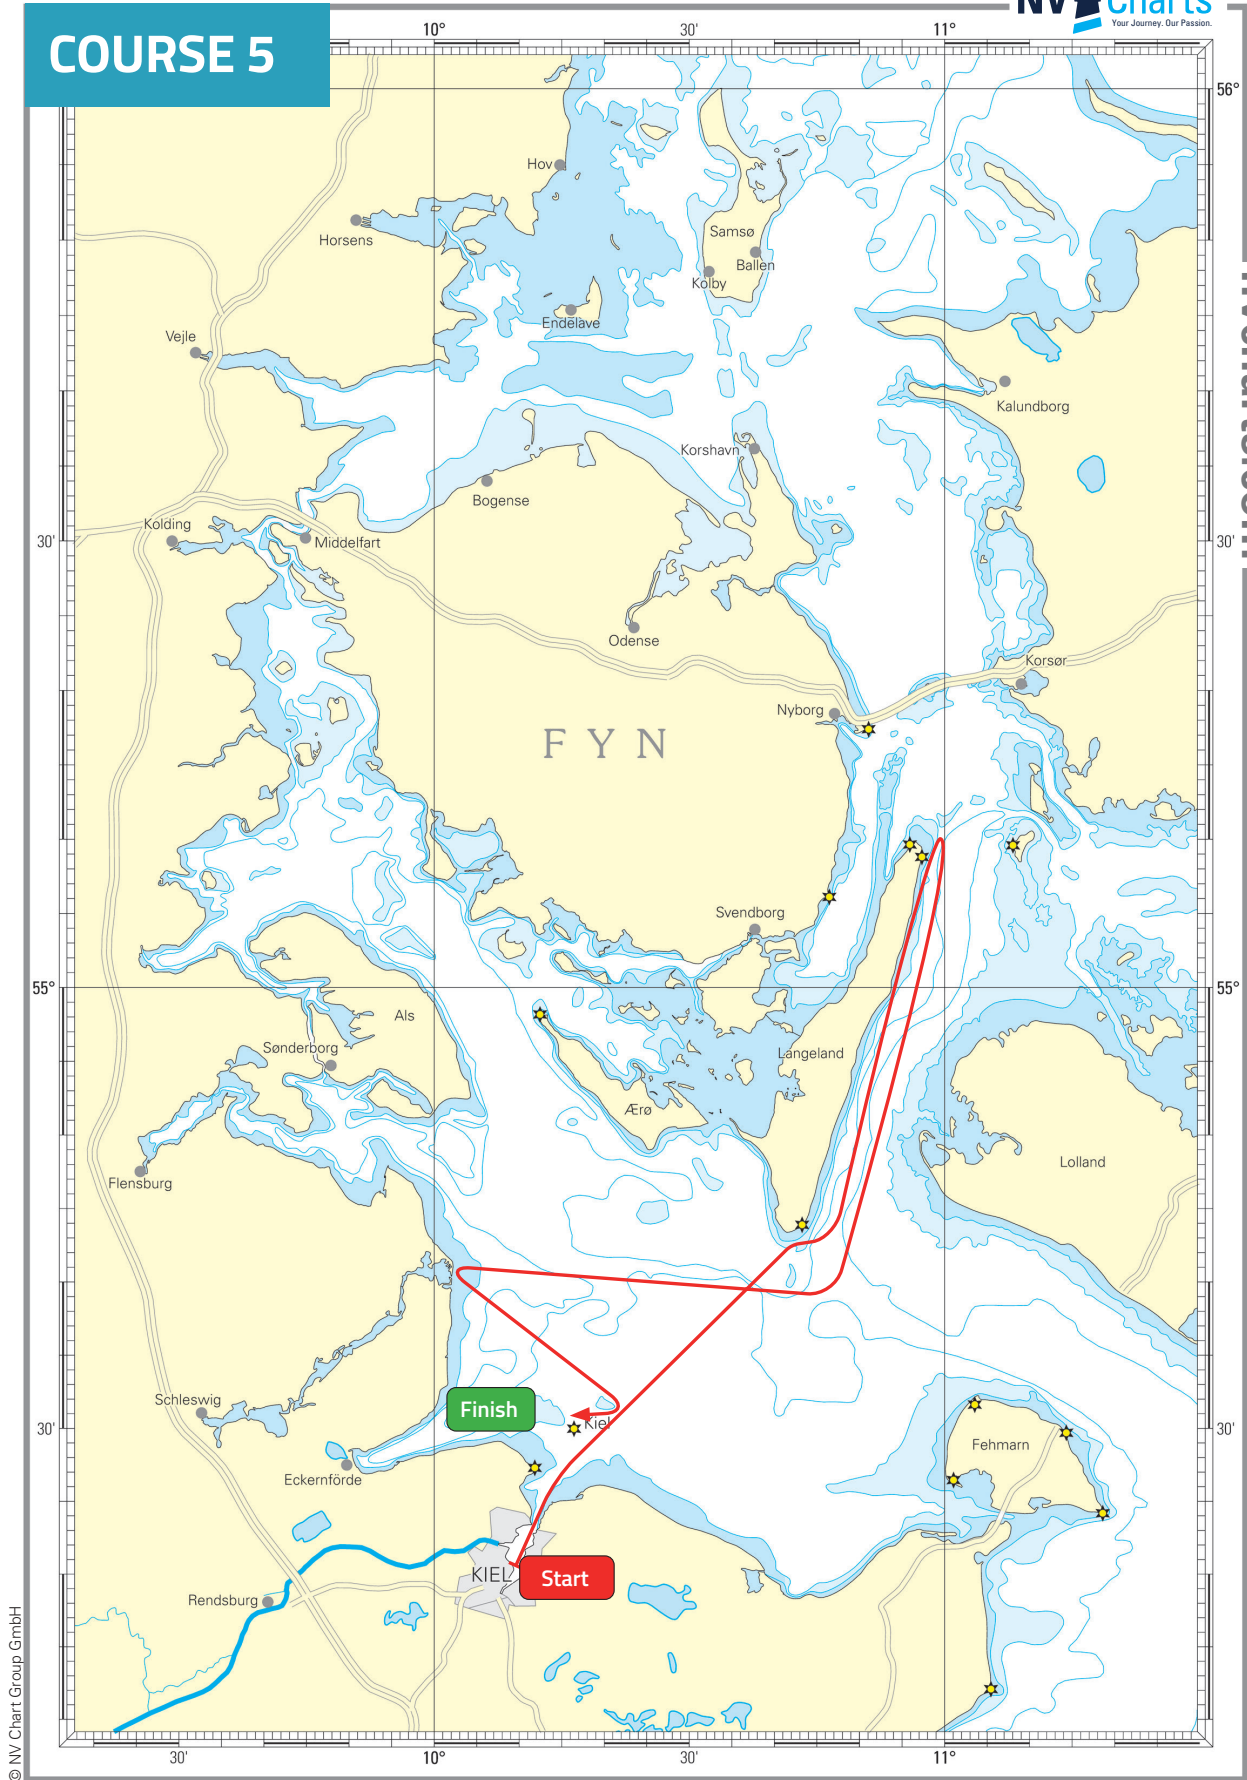 COURSE 5
NV Charts
Your Journey. Our Passion.
10°
30'
11°
56°
Hov
Horsens
Samsø
Ballen
Kolby
Endelave
Vejle
Kalundborg
Korshavn
Bogense
Kolding
Middelfart
30'
30'
Odense
Korsør
Nyborg
FYN
Svendborg
55°
55°
Als
Sønderborg
Langeland
Ærø
Lolland
Flensburg
Schleswig
Finish
Kiel
30'
30'
Fehmarn
Eckernförde
KIEL
Start
Rendsburg
30'
10°
30'
11°
© NV Chart Group GmbH